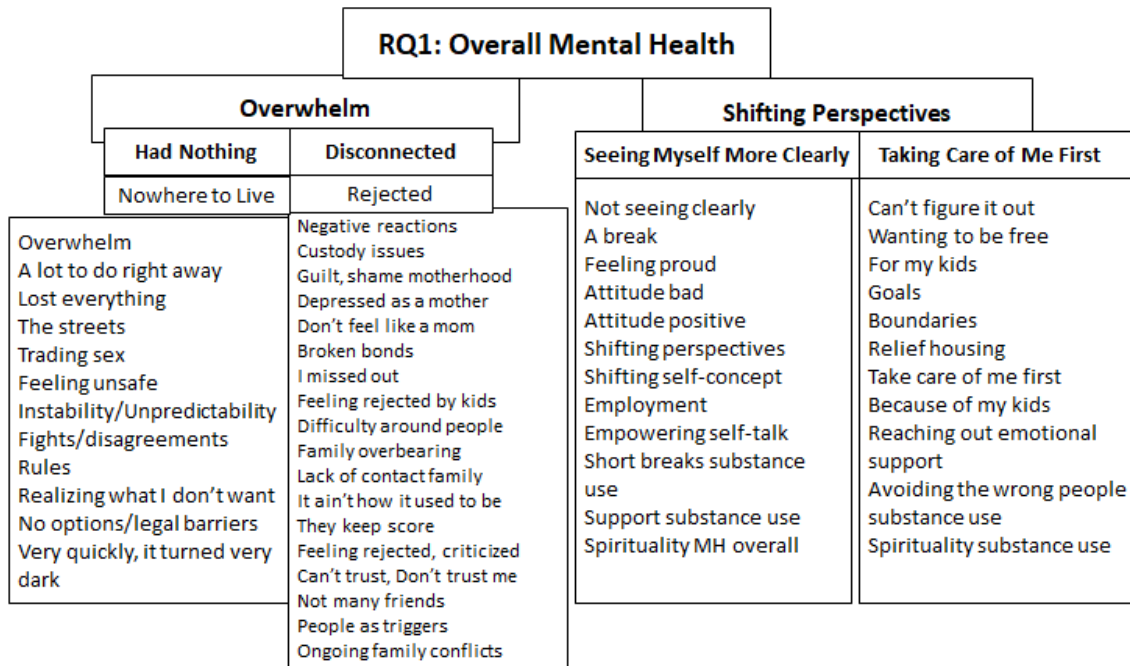 RQ1: Overall Mental Health
Overwhelm
Had Nothing
Nowhere to Live
Overwhelm
A lot to do right away
Lost everything
The streets
Trading sex
Feeling unsafe
Instability/Unpredictability
Fights/disagreements
Rules
Realizing what I don't want
No options/legal barriers
Very quickly, it turned very
dark
Disconnected
Rejected
Negative reactions
Custody issues
Guilt, shame motherhood
Depressed as a mother
Don't feel like a mom
Broken bonds
I missed out
Feeling rejected by kids
Difficulty around people
Family overbearing
Lack of contact family
It ain't how it used to be
They keep score
Feeling rejected, criticized
Can't trust, Don't trust me
Not many friends
People as triggers
Ongoing family conflicts
Shifting Perspectives
Seeing Myself More Clearly
Not seeing clearly
A break
Feeling proud
Attitude bad
Attitude positive
Shifting perspectives
Shifting self-concept
Employment
Empowering self-talk
Short breaks substance
use
Support substance use
Spirituality MH overall
Taking Care of Me First
Can't figure it out
Wanting to be free
For my kids
Goals
Boundaries
Relief housing
Take care of me first
Because of my kids
Reaching out emotional
support
Avoiding the wrong people
substance use
Spirituality substance use